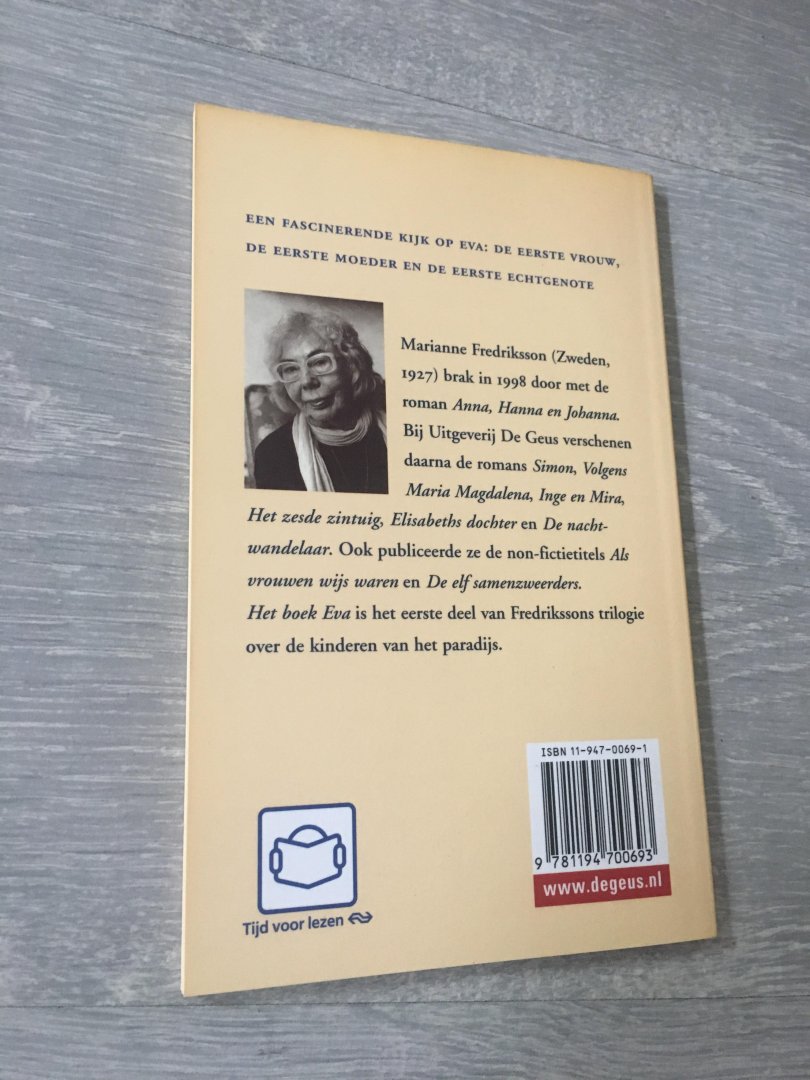 EEN FASCINERENDE KIJK OP EVA: DE EERSTE VROUW,
DE EERSTE MOEDER EN DE EERSTE ECHTGENOTE
Marianne Fredriksson (Zweden,
1927) brak in 1998 door met de
roman Anna, Hanna en Johanna.
Bij Uitgeverij De Geus verschenen
daarna de romans Simon, Volgens
Maria Magdalena, Inge en Mira,
Het zesde zintuig, Elisabeths dochter en De nacht-
wandelaar. Ook publiceerde ze de non-fictietitels Als
vrouwen wijs waren en De elf samenzweerders.
Het boek Eva is het eerste deel van Fredrikssons trilogie
over de kinderen van het paradijs.
ISBN 11-947-0069-1
9 781194 700693
www.degeus.nl
Tijd voor lezen